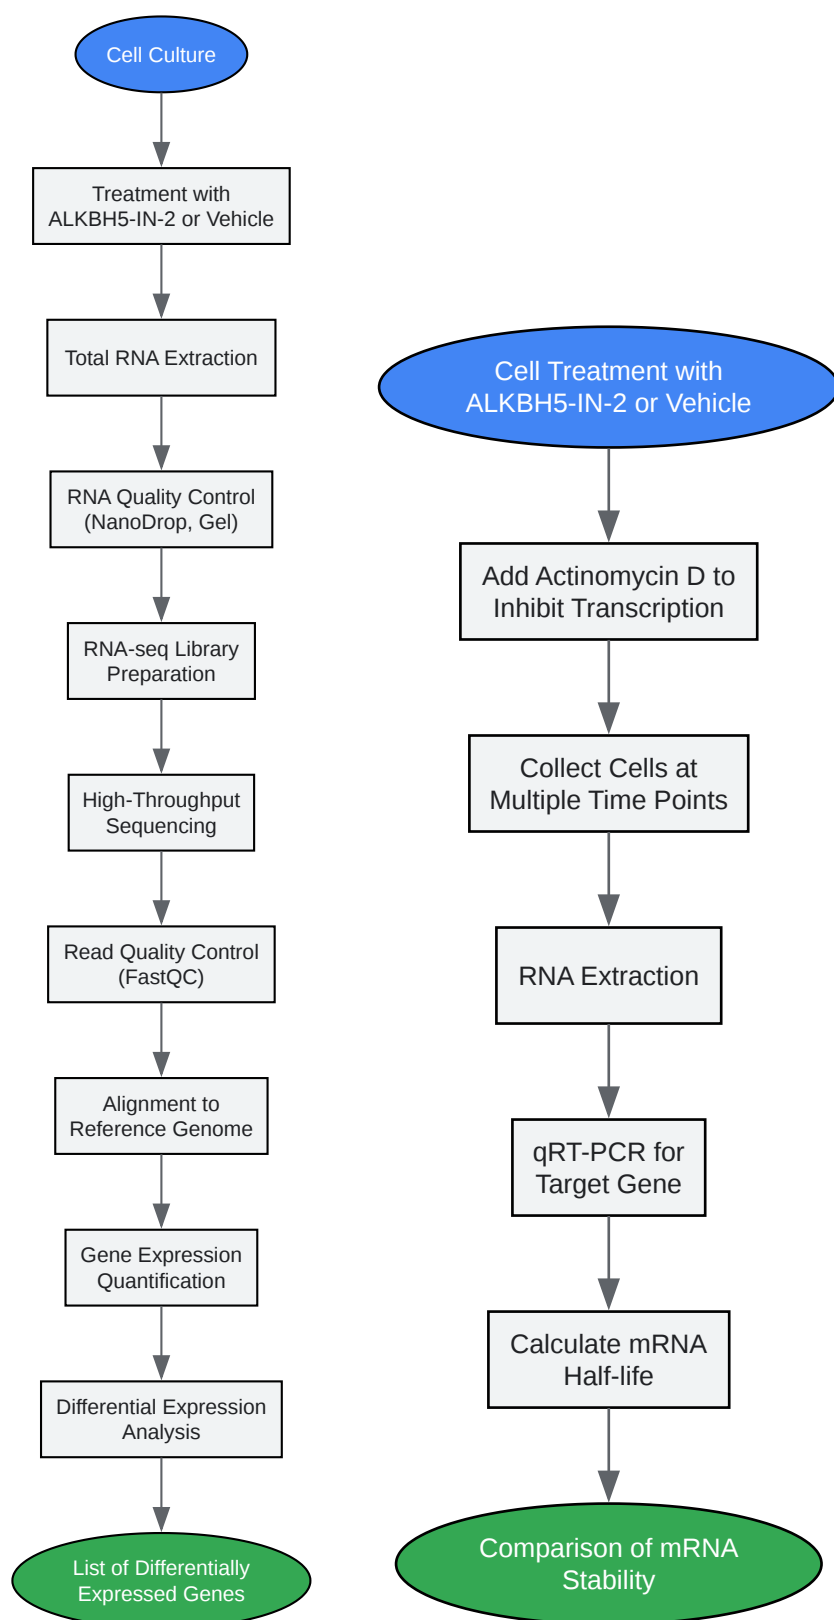 Cell Culture
Treatment with
ALKBH5-IN-2 or Vehicle
Total RNA Extraction
RNA Quality Control
(NanoDrop, Gel)
RNA-seq Library
Preparation
High-Throughput
Sequencing
Read Quality Control
(FastQC)
Alignment to
Reference Genome
Gene Expression
Quantification
Differential Expression
Analysis
List of Differentially
Expressed Genes
Cell Treatment with
ALKBH5-IN-2 or Vehicle
Add Actinomycin D to
Inhibit Transcription
Collect Cells at
Multiple Time Points
RNA Extraction
qRT-PCR for
Target Gene
Calculate mRNA
Half-life
Comparison of mRNA
Stability